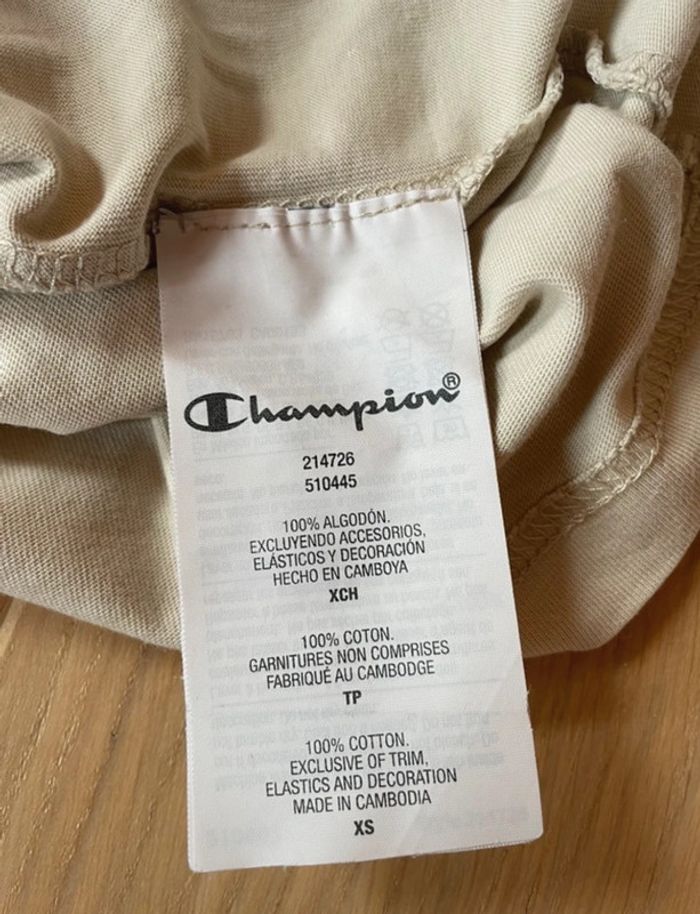 Champion®
214726
510445
100% ALGODÓN.
EXCLUYENDO ACCESORIOS,
ELÁSTICOS Y DECORACIÓN
HECHO EN CAMBOYA
XCH
100% COTON.
GARNITURES NON COMPRISES
FABRIQUÉ AU CAMBODGE
TP
100% COTTON.
EXCLUSIVE OF TRIM,
ELASTICS AND DECORATION
MADE IN CAMBODIA
XS